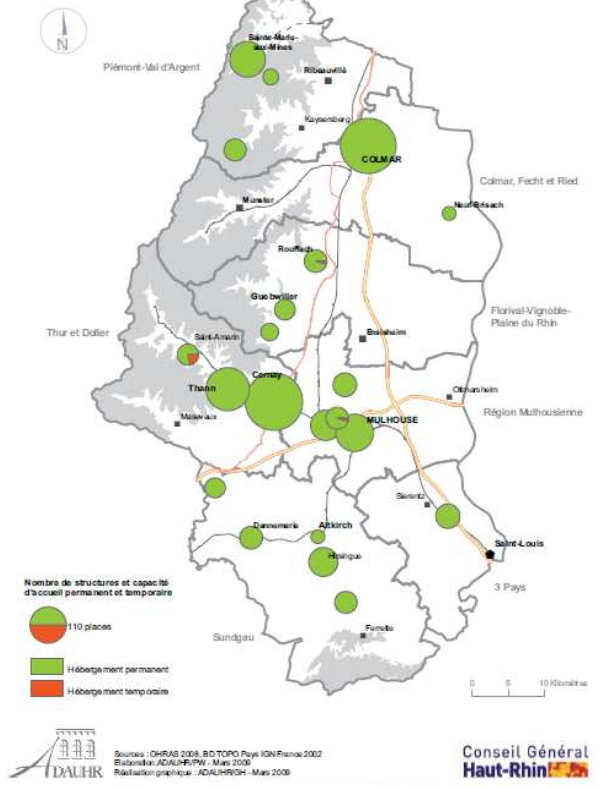 N
Sainte-Marie-
aux-Mines
Piémont-Val d'Argent
Ribeauvillé
Kaysersberg
COLMAR
Colmar, Fecht et Ried
Munster
Neuf-Brisach
Rouffach
Guebwiller
Florival-Vignoble-
Plaine du Rhin
Thur et Doller
Saint-Amarin
Ensisheim
Cernay
Thann
Ottmarsheim
Région Mulhousienne
Masevaux
MULHOUSE
Sierentz
Dannemarie
Altkirch
Saint-Louis
Hirsingue
Nombre de structures et capacité
d'accueil permanent et temporaire
3 Pays
110 places
Ferrette
Sundgau
Hébergement permanent
Hébergement temporaire
0 5 10 Kilomètres
ADAUHR
Sources : OHRAS 2008, BD TOPO Pays IGN France 2002
Elaboration: ADAUHR/PW - Mars 2009
Réalisation graphique : ADAUHR/GH - Mars 2009
Conseil Général
Haut-Rhin